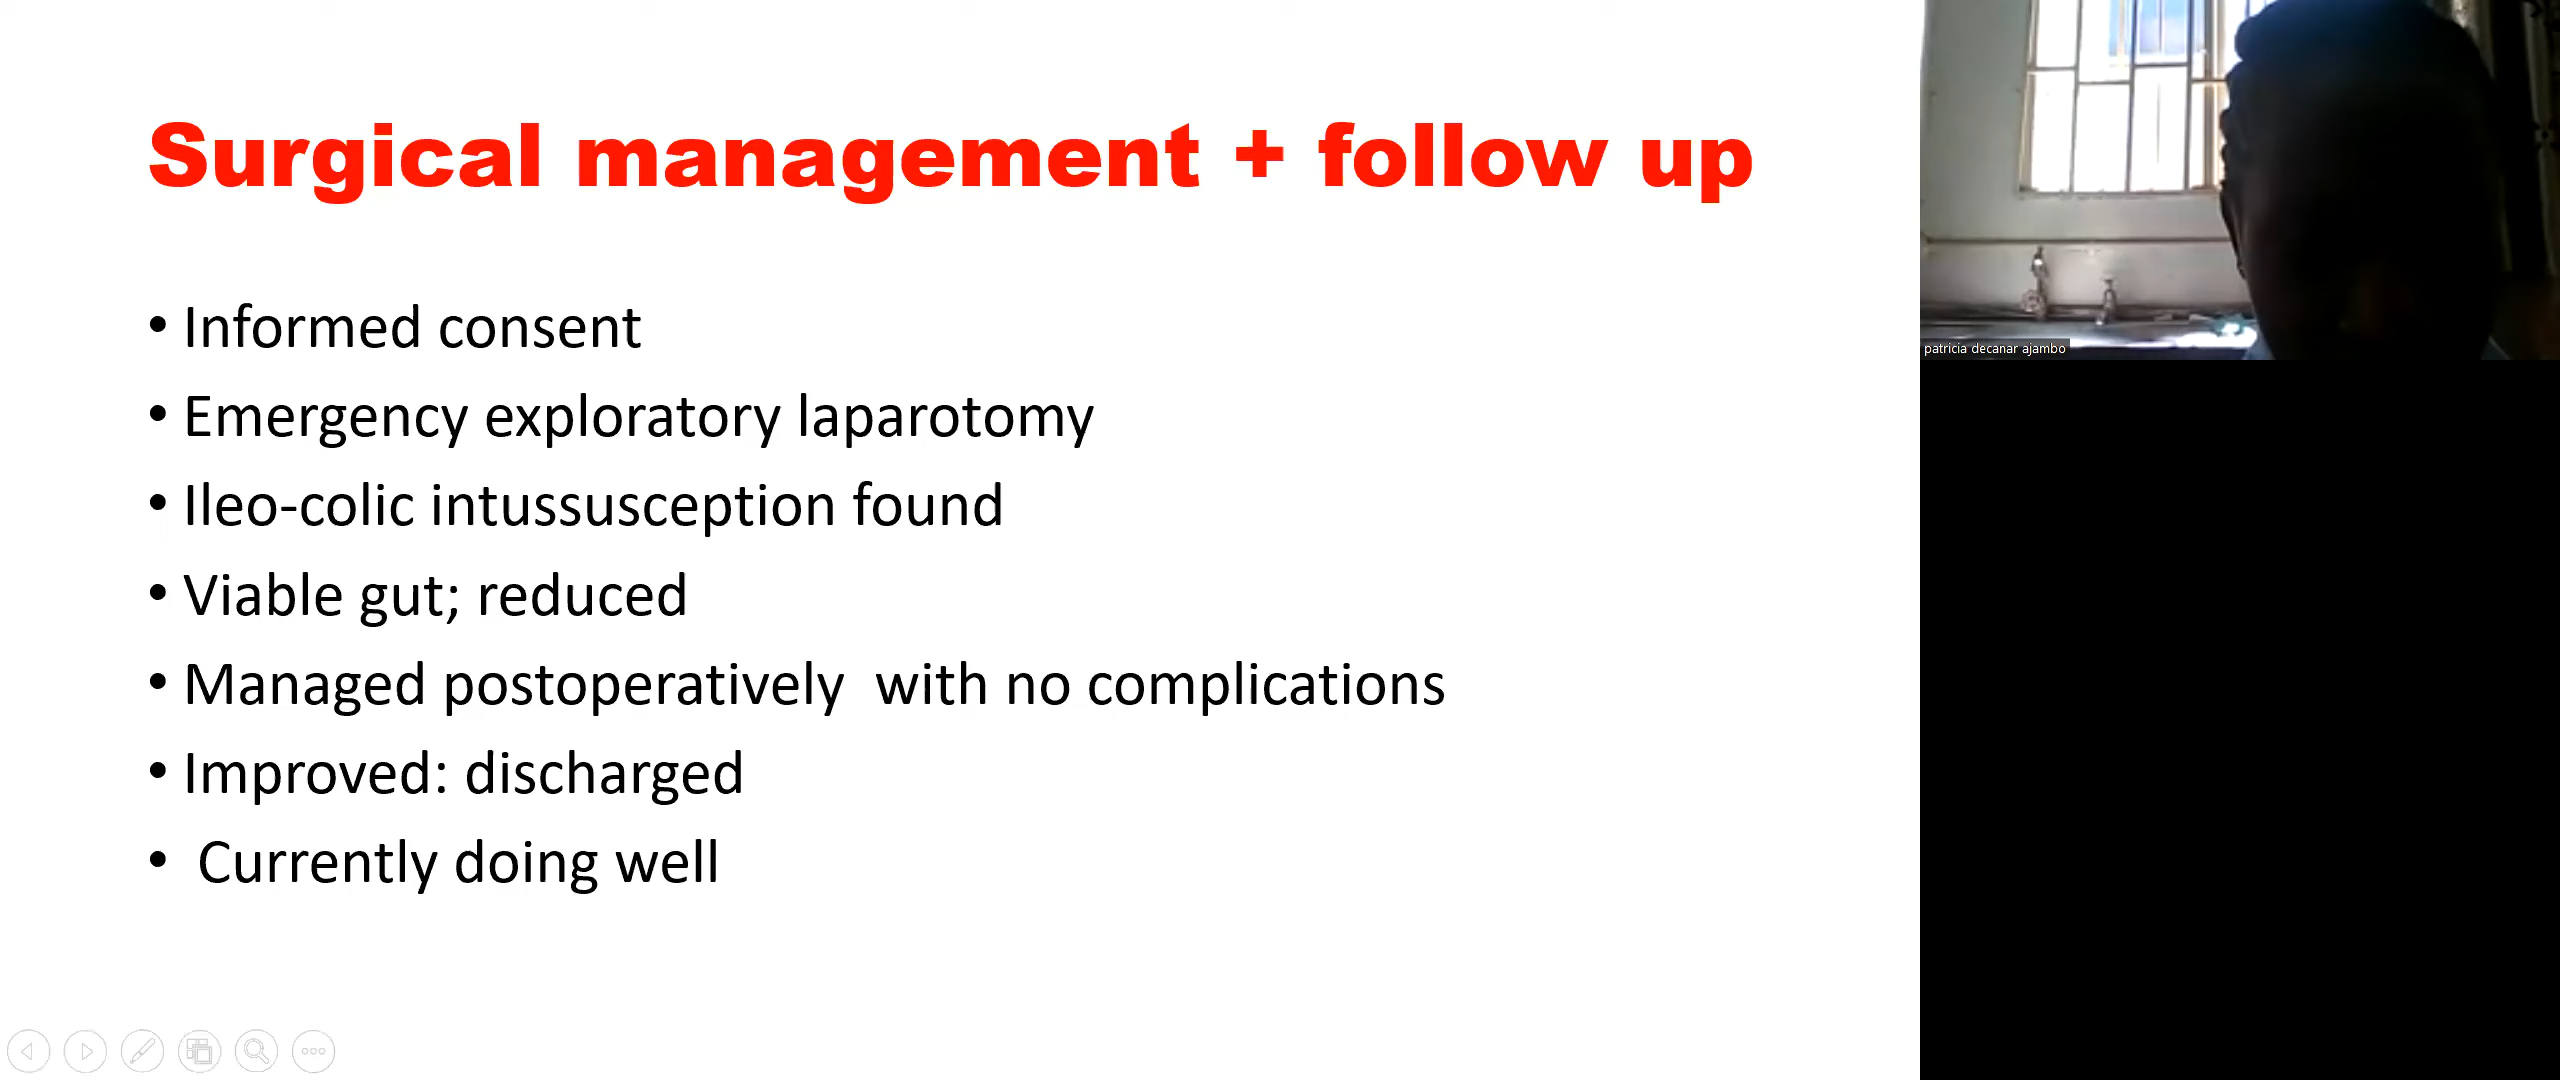 Surgical management + follow up
• Informed consent
• Emergency exploratory laparotomy
• Ileo-colic intussusception found
• Viable gut; reduced
• Managed postoperatively  with no complications
• Improved: discharged
•  Currently doing well
patricia decanar ajambo